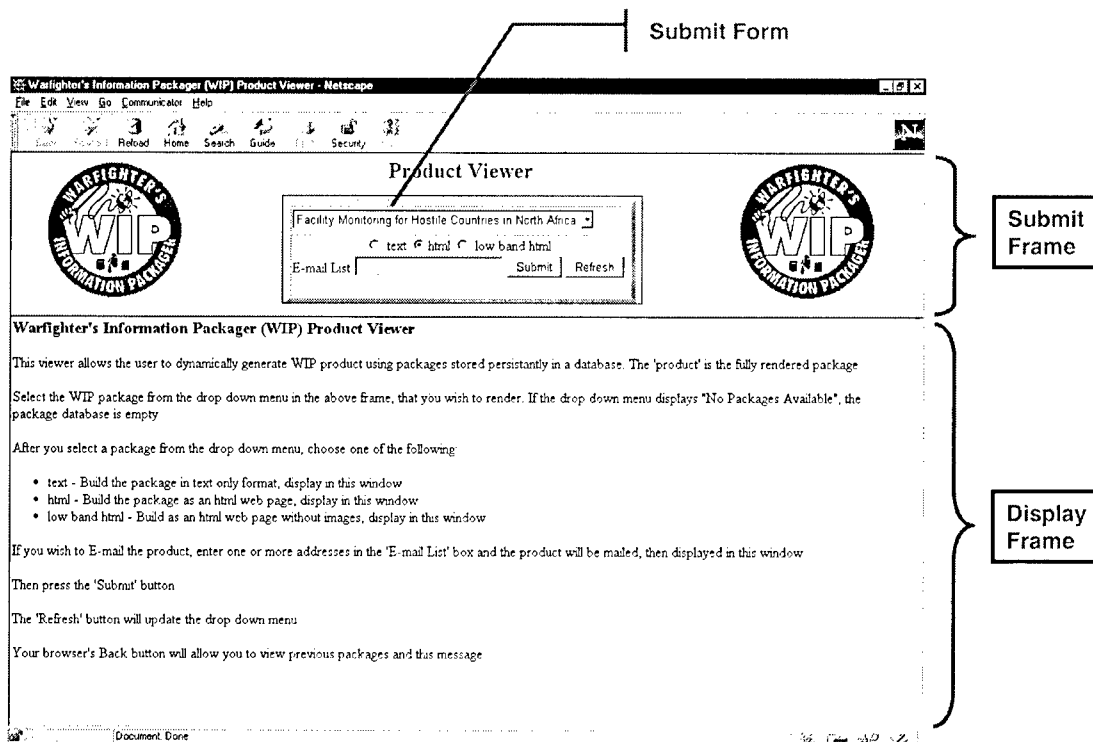 Submit Form
Warfighter's Information Packager (WIP) Product Viewer - Netscape
File Edit View Go Communicator Help
Reload Home Search Guide Security
N
Product Viewer
WARFIGHTER'S
WIP
INFORMATION PACKAGER
Facility Monitoring for Hostile Countries in North Africa
text html low band html
E-mail List Submit Refresh
WARFIGHTER'S
WIP
INFORMATION PACKAGER
Submit
Frame
Warfighter's Information Packager (WIP) Product Viewer
This viewer allows the user to dynamically generate WIP product using packages stored persistantly in a database. The 'product' is the fully rendered package
Select the WIP package from the drop down menu in the above frame, that you wish to render. If the drop down menu displays "No Packages Available", the
package database is empty
After you select a package from the drop down menu, choose one of the following:
• text - Build the package in text only format, display in this window
• html - Build the package as an html web page, display in this window
• low band html - Build as an html web page without images, display in this window
If you wish to E-mail the product, enter one or more addresses in the 'E-mail List' box and the product will be mailed, then displayed in this window
Then press the 'Submit' button
The 'Refresh' button will update the drop down menu
Your browser's Back button will allow you to view previous packages and this message
Display
Frame
Document: Done